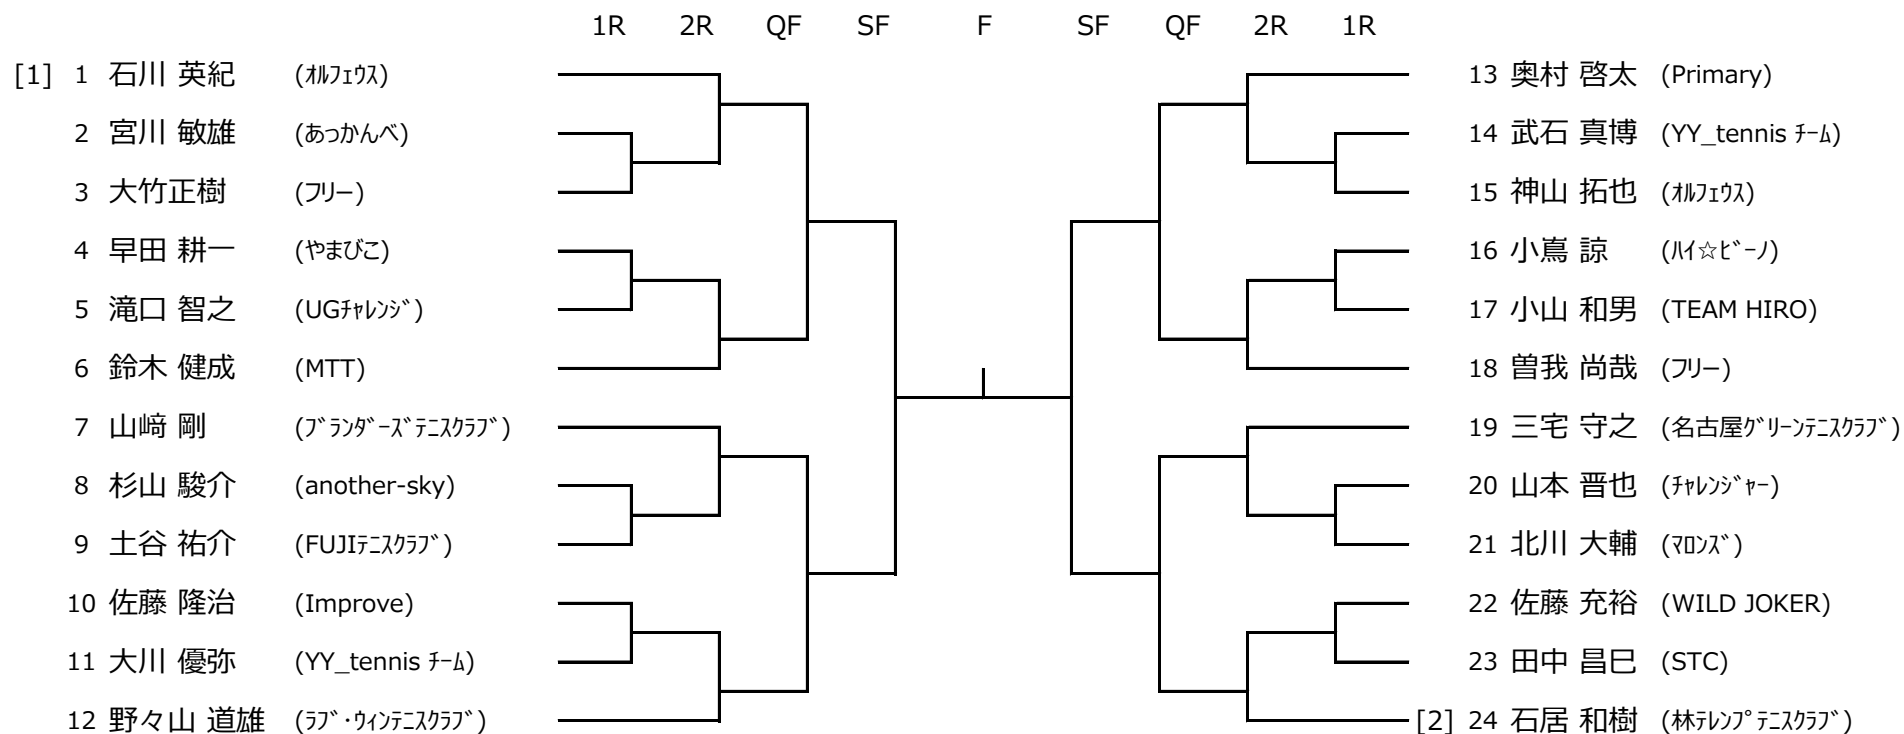 1R 2R QF SF F SF QF 2R 1R
[1] 1 石川 英紀 (ｵﾙﾌｪｳｽ)
2 宮川 敏雄 (あっかんべ)
3 大竹正樹 (フリー)
4 早田 耕一 (やまびこ)
5 滝口 智之 (UGﾁｬﾚﾝｼﾞ)
6 鈴木 健成 (MTT)
7 山﨑 剛 (ﾌﾞﾗﾝﾀﾞｰｽﾞﾃﾆｽｸﾗﾌﾞ)
8 杉山 駿介 (another-sky)
9 土谷 祐介 (FUJIﾃﾆｽｸﾗﾌﾞ)
10 佐藤 隆治 (Improve)
11 大川 優弥 (YY_tennis ﾁｰﾑ)
12 野々山 道雄 (ﾗﾌﾞ･ｳｨﾝﾃﾆｽｸﾗﾌﾞ)
13 奥村 啓太 (Primary)
14 武石 真博 (YY_tennis ﾁｰﾑ)
15 神山 拓也 (ｵﾙﾌｪｳｽ)
16 小嶌 諒 (ﾊｲ☆ﾋﾞｰﾉ)
17 小山 和男 (TEAM HIRO)
18 曽我 尚哉 (フリー)
19 三宅 守之 (名古屋ｸﾞﾘｰﾝﾃﾆｽｸﾗﾌﾞ)
20 山本 晋也 (ﾁｬﾚﾝｼﾞｬｰ)
21 北川 大輔 (ﾏﾛﾝｽﾞ)
22 佐藤 充裕 (WILD JOKER)
23 田中 昌巳 (STC)
[2] 24 石居 和樹 (林ﾃﾚﾝﾌﾟﾃﾆｽｸﾗﾌﾞ)